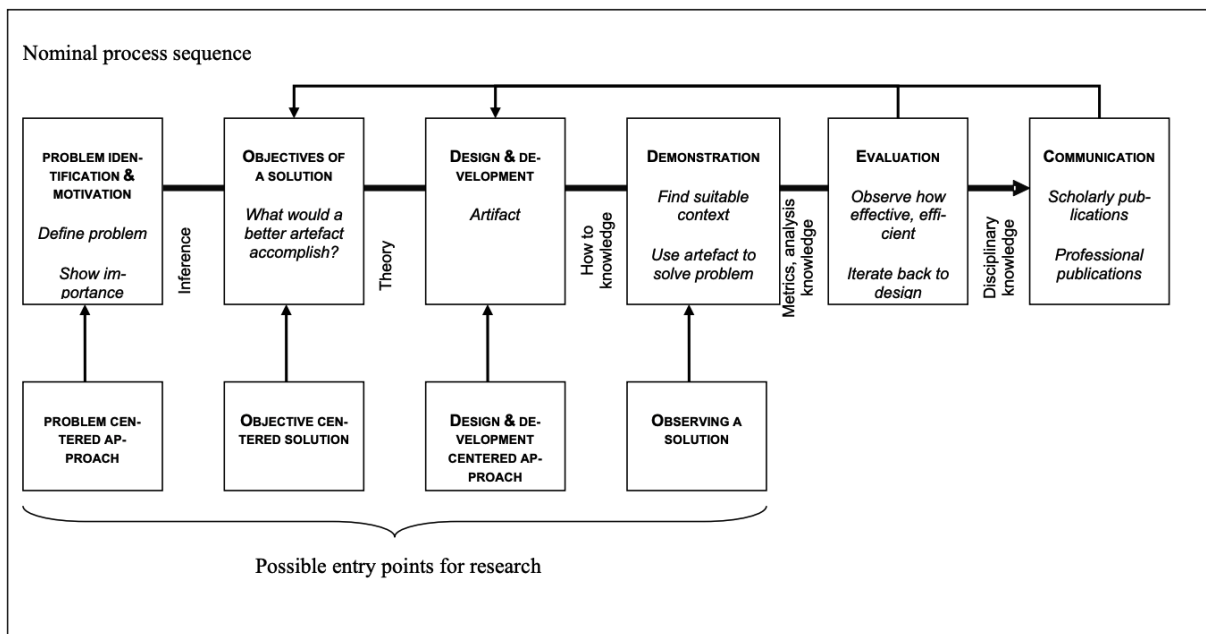 Nominal process sequence
PROBLEM IDEN-
TIFICATION &
MOTIVATION
Define problem
Show im-
portance
Inference
OBJECTIVES OF
A SOLUTION
What would a
better artefact
accomplish?
Theory
DESIGN & DE-
VELOPMENT
Artifact
How to
knowledge
DEMONSTRATION
Find suitable
context
Use artefact to
solve problem
Metrics, analysis
knowledge
EVALUATION
Observe how
effective, effi-
cient
Iterate back to
design
Disciplinary
knowledge
COMMUNICATION
Scholarly pub-
lications
Professional
publications
PROBLEM CEN-
TERED AP-
PROACH
OBJECTIVE CEN-
TERED SOLUTION
DESIGN & DE-
VELOPMENT
CENTERED AP-
PROACH
OBSERVING A
SOLUTION
Possible entry points for research